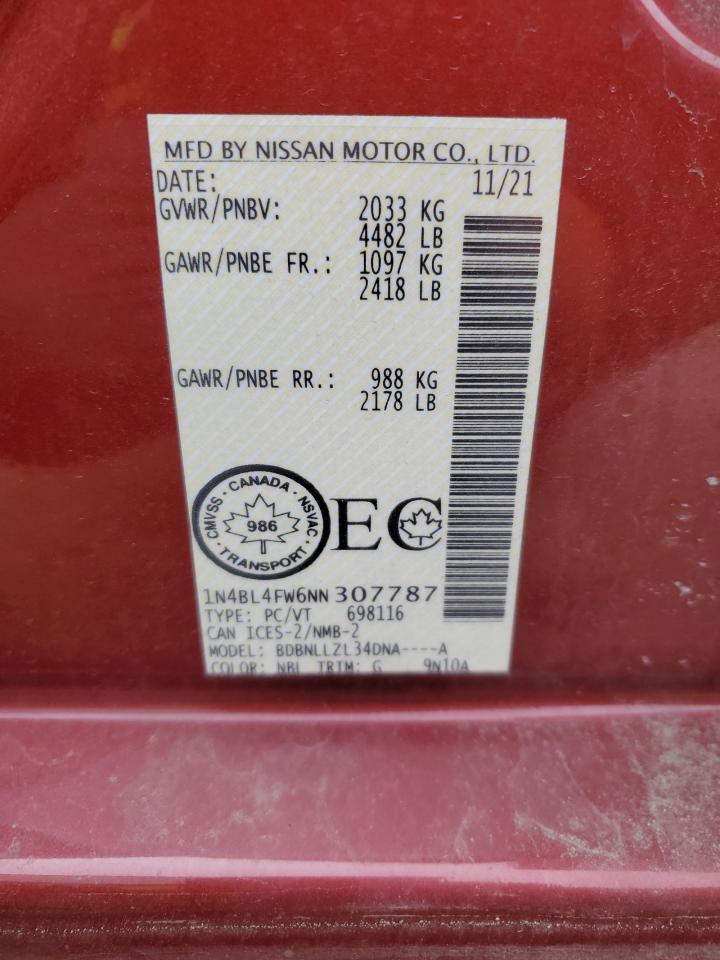 MFD BY NISSAN MOTOR CO., LTD.
DATE: 11/21
GVWR/PNBV: 2033 KG
4482 LB
GAWR/PNBE FR.: 1097 KG
2418 LB
GAWR/PNBE RR.: 988 KG
2178 LB
CMVSS · CANADA · NSVAC
986
· TRANSPORT ·
EC
1N4BL4FW6NN307787
TYPE: PC/VT 698116
CAN ICES-2/NMB-2
MODEL: BDBNLLZL34DNA----A
COLOR: NBL TRIM: G 9N10A